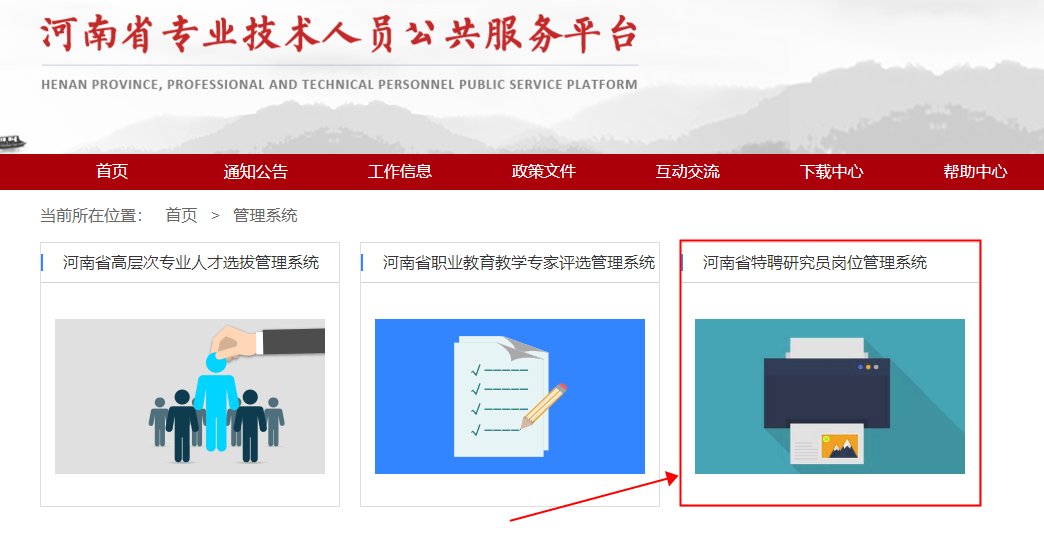 河南省专业技术人员公共服务平台
HENAN PROVINCE, PROFESSIONAL AND TECHNICAL PERSONNEL PUBLIC SERVICE PLATFORM
首页 通知公告 工作信息 政策文件 互动交流 下载中心 帮助中心
当前所在位置： 首页 > 管理系统
河南省高层次专业人才选拔管理系统
河南省职业教育教学专家评选管理系统
河南省特聘研究员岗位管理系统